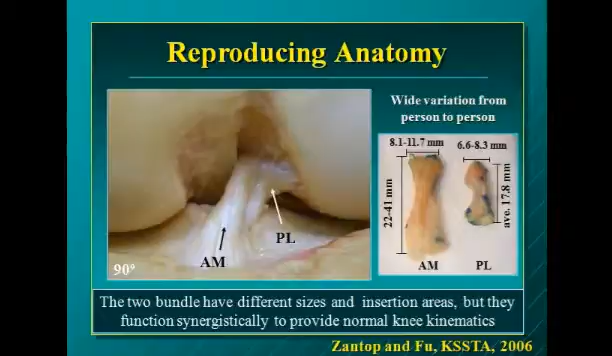 Reproducing Anatomy
Wide variation from
person to person
8.1-11.7 mm
6.6-8.3 mm
22-41 mm
ave. 17.8 mm
PL
AM
90°
AM
PL
The two bundle have different sizes and insertion areas, but they
function synergistically to provide normal knee kinematics
Zantop and Fu, KSSTA, 2006